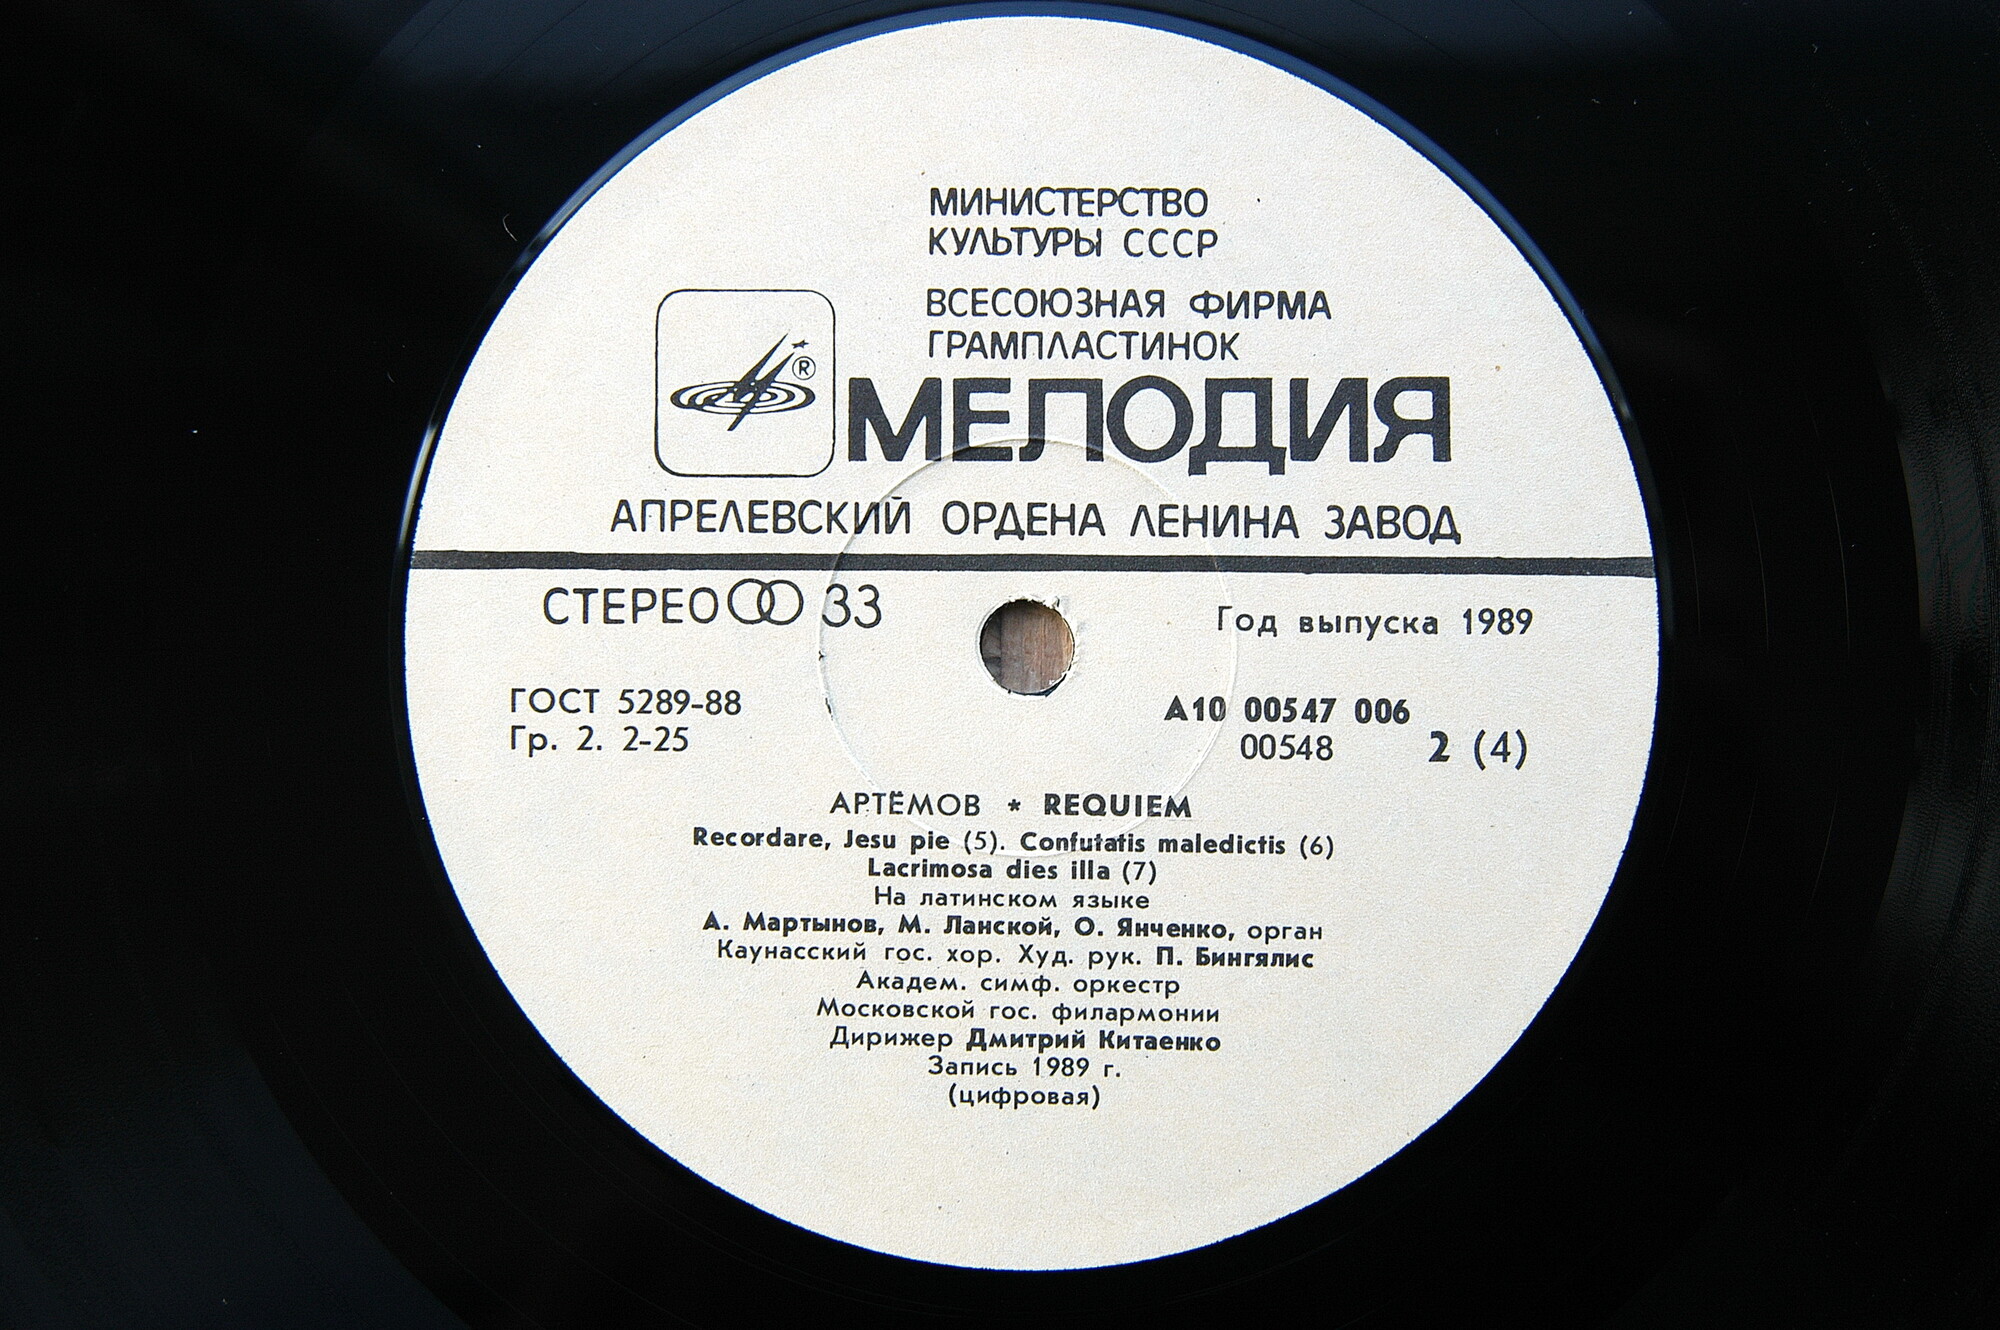 МИНИСТЕРСТВО
КУЛЬТУРЫ СССР
ВСЕСОЮЗНАЯ ФИРМА
ГРАМПЛАСТИНОК
®
МЕЛОДИЯ
АПРЕЛЕВСКИЙ ОРДЕНА ЛЕНИНА ЗАВОД
СТЕРЕО 33
Год выпуска 1989
ГОСТ 5289-88
Гр. 2. 2-25
А10 00547 006
00548 2 (4)
АРТЁМОВ * REQUIEM
Recordare, Jesu pie (5). Confutatis maledictis (6)
Lacrimosa dies illa (7)
На латинском языке
А. Мартынов, М. Ланской, О. Янченко, орган
Каунасский гос. хор. Худ. рук. П. Бингялис
Академ. симф. оркестр
Московской гос. филармонии
Дирижер Дмитрий Китаенко
Запись 1989 г.
(цифровая)